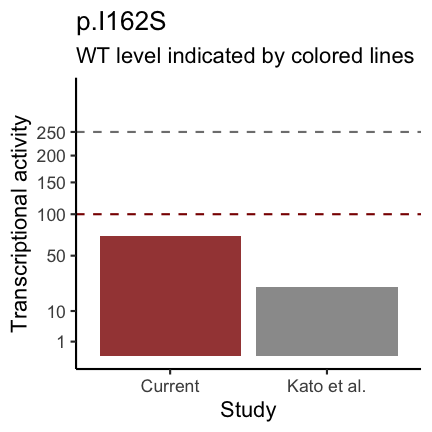 p.I162S
WT level indicated by colored lines
Transcriptional activity
250
200
150
100
50
10
1
Current
Kato et al.
Study